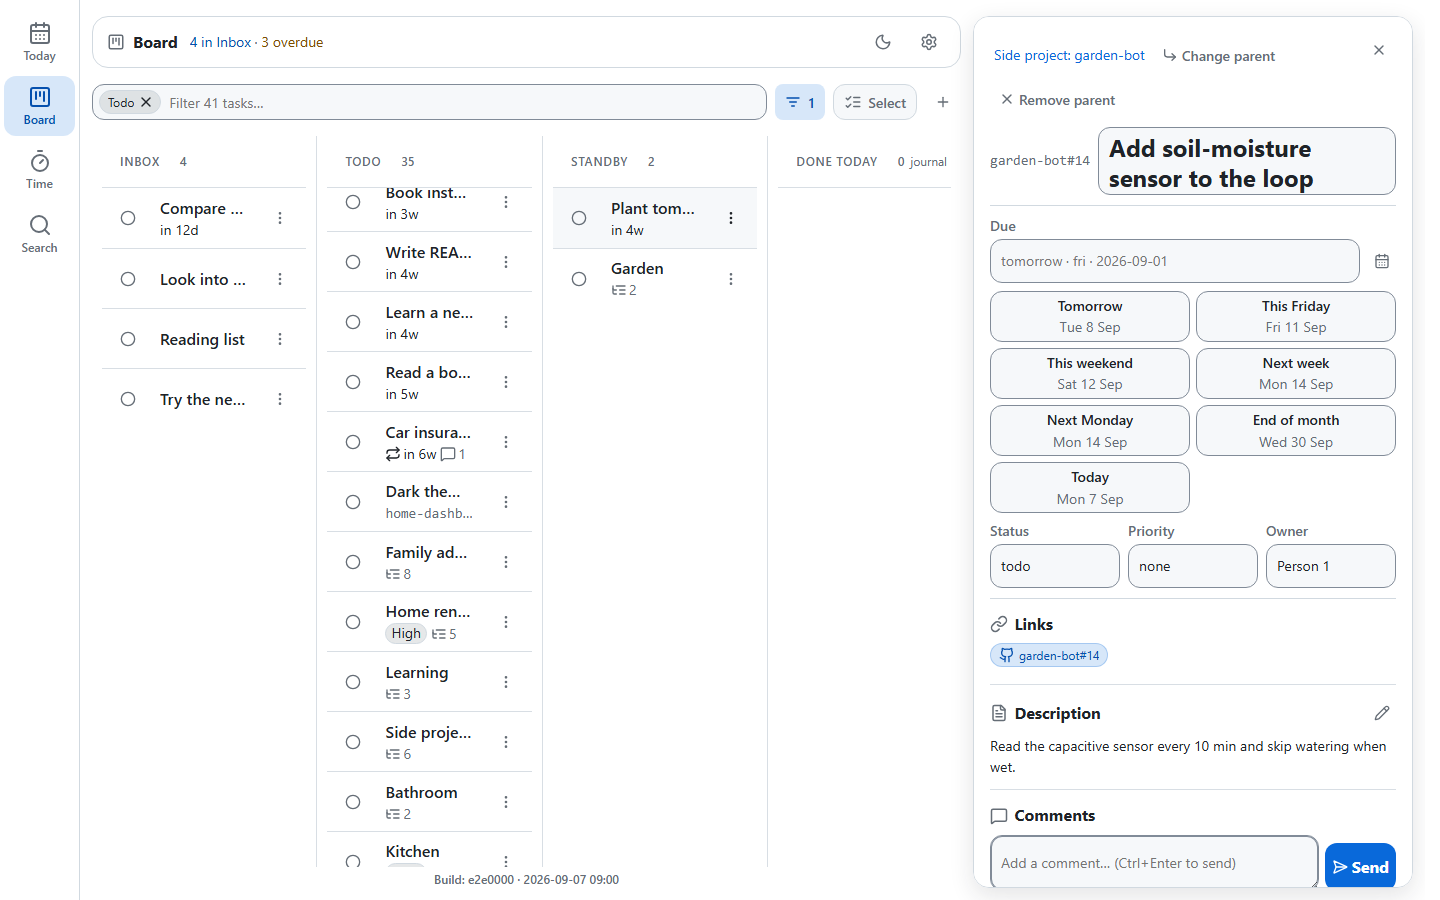 Today
Board
Time
Search
Board
4 in Inbox · 3 overdue
Todo
Filter 41 tasks...
1
Select
INBOX 4
Compare ...
in 12d
Look into ...
Reading list
Try the ne...
TODO 35
Book inst...
in 3w
Write REA...
in 4w
Learn a ne...
in 4w
Read a bo...
in 5w
Car insura...
in 6w 1
Dark the...
home-dashb...
Family ad...
8
Home ren...
High 5
Learning
3
Side proje...
6
Bathroom
2
Kitchen
STANDBY 2
Plant tom...
in 4w
Garden
2
DONE TODAY 0 journal
Build: e2e0000 · 2026-09-07 09:00
Side project: garden-bot
Change parent
Remove parent
garden-bot#14
Add soil-moisture
sensor to the loop
Due
tomorrow · fri · 2026-09-01
Tomorrow
Tue 8 Sep
This Friday
Fri 11 Sep
This weekend
Sat 12 Sep
Next week
Mon 14 Sep
Next Monday
Mon 14 Sep
End of month
Wed 30 Sep
Today
Mon 7 Sep
Status
Priority
Owner
todo
none
Person 1
Links
garden-bot#14
Description
Read the capacitive sensor every 10 min and skip watering when
wet.
Comments
Add a comment... (Ctrl+Enter to send)
Send